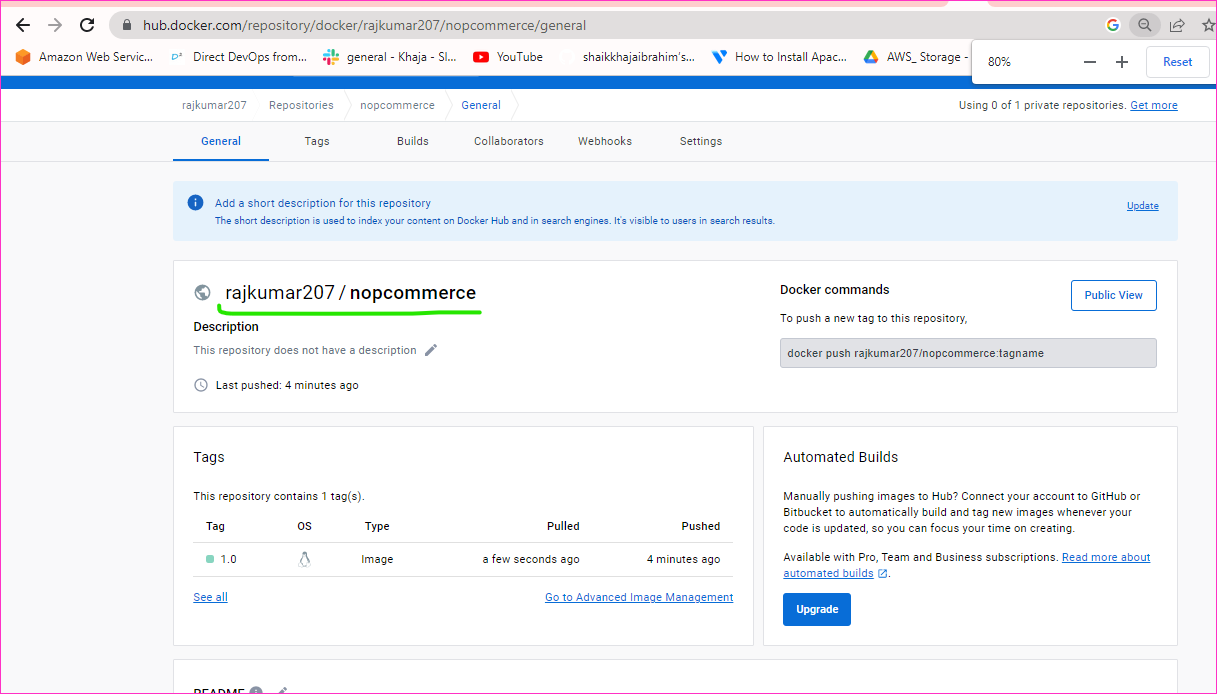 hub.docker.com/repository/docker/rajkumar207/nopcommerce/general
Amazon Web Servic... Direct DevOps from... general - Khaja - Sl... YouTube shaikkhajaibrahim's... How to Install Apac... AWS_ Storage -
80% Reset
rajkumar207 Repositories nopcommerce General Using 0 of 1 private repositories. Get more
General Tags Builds Collaborators Webhooks Settings
Add a short description for this repository
The short description is used to index your content on Docker Hub and in search engines. It's visible to users in search results.
Update
rajkumar207 / nopcommerce
Description
This repository does not have a description
Last pushed: 4 minutes ago
Docker commands
Public View
To push a new tag to this repository,
docker push rajkumar207/nopcommerce:tagname
Tags
This repository contains 1 tag(s).
Tag OS Type Pulled Pushed
1.0 Image a few seconds ago 4 minutes ago
See all Go to Advanced Image Management
Automated Builds
Manually pushing images to Hub? Connect your account to GitHub or
Bitbucket to automatically build and tag new images whenever your
code is updated, so you can focus your time on creating.
Available with Pro, Team and Business subscriptions. Read more about
automated builds .
Upgrade
README